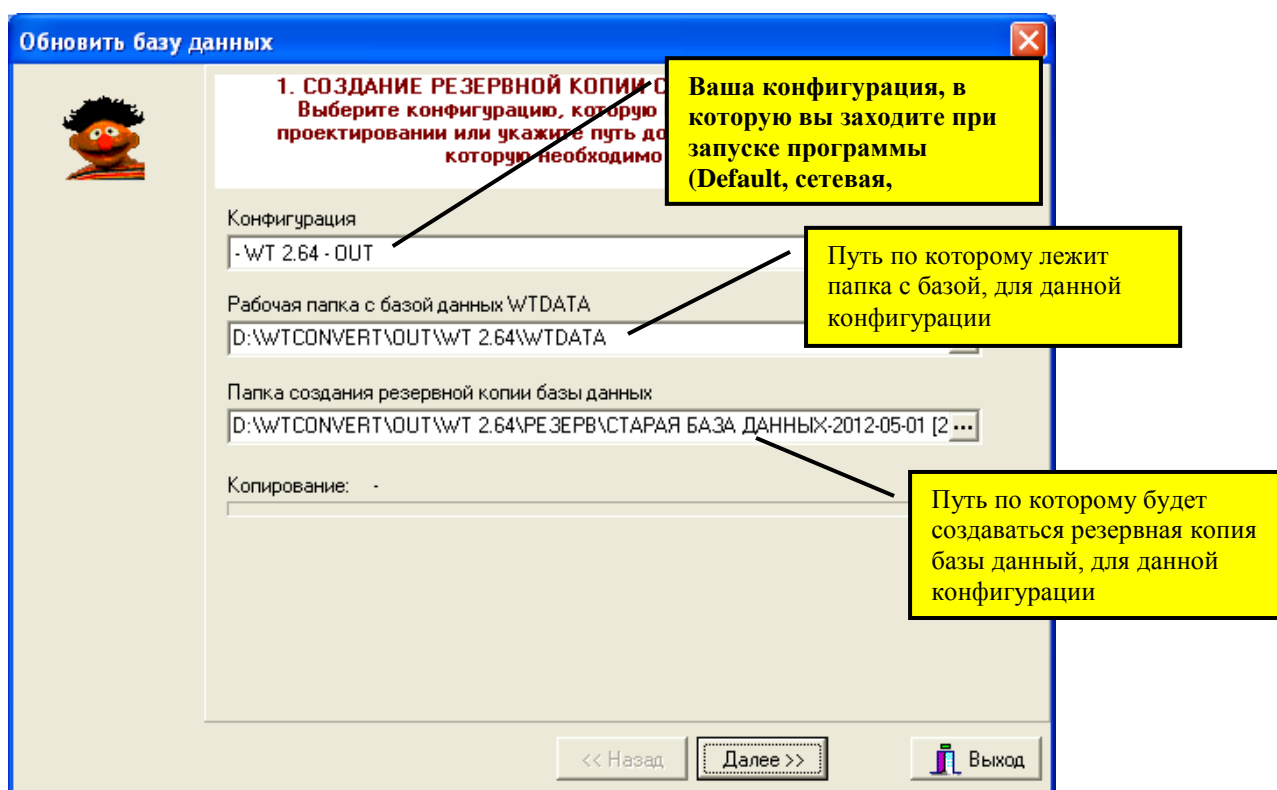 Обновить базу данных
1. СОЗДАНИЕ РЕЗЕРВНОЙ КОПИИ
Выберите конфигурацию, которую
проектировании или укажите путь до
которую необходимо
Ваша конфигурация, в
которую вы заходите при
запуске программы
(Default, сетевая,
Конфигурация
- WT 2.64 - OUT
Путь по которому лежит
папка с базой, для данной
конфигурации
Рабочая папка с базой данных WTDATA
D:\WTCONVERT\OUT\WT 2.64\WTDATA
Папка создания резервной копии базы данных
D:\WTCONVERT\OUT\WT 2.64\РЕЗЕРВ\СТАРАЯ БАЗА ДАННЫХ-2012-05-01 [2 ...
Копирование: -
Путь по которому будет
создаваться резервная копия
базы данный, для данной
конфигурации
<< Назад
Далее >>
Выход